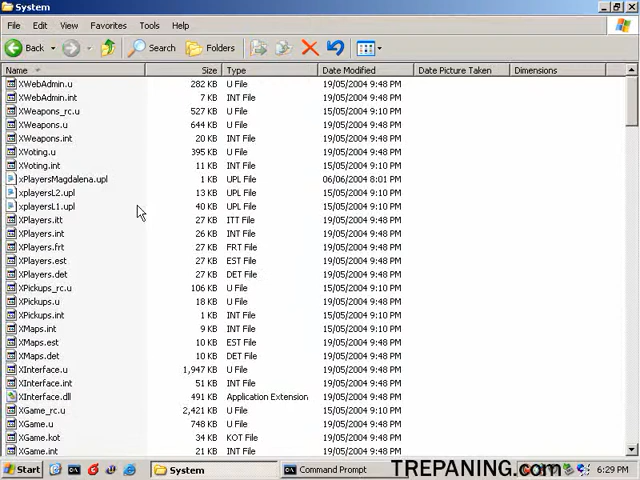 System
File Edit View Favorites Tools Help
Back Search Folders
Name Size Type Date Modified Date Picture Taken Dimensions
XWebAdmin.u 282 KB U File 19/05/2004 9:48 PM
XWebAdmin.int 7 KB INT File 19/05/2004 9:48 PM
XWeapons_rc.u 527 KB U File 15/05/2004 9:10 PM
XWeapons.u 644 KB U File 19/05/2004 9:48 PM
XWeapons.int 20 KB INT File 15/05/2004 9:10 PM
XVoting.u 395 KB U File 19/05/2004 9:48 PM
XVoting.int 11 KB INT File 15/05/2004 9:10 PM
xPlayersMagdalena.upl 1 KB UPL File 06/06/2004 8:01 PM
xplayersL2.upl 13 KB UPL File 15/05/2004 9:10 PM
xplayersL1.upl 40 KB UPL File 15/05/2004 9:10 PM
XPlayers.itt 27 KB ITT File 19/05/2004 9:48 PM
XPlayers.int 26 KB INT File 19/05/2004 9:48 PM
XPlayers.frt 27 KB FRT File 19/05/2004 9:48 PM
XPlayers.est 27 KB EST File 19/05/2004 9:48 PM
XPlayers.det 27 KB DET File 19/05/2004 9:48 PM
XPickups_rc.u 106 KB U File 15/05/2004 9:10 PM
XPickups.u 18 KB U File 19/05/2004 9:48 PM
XPickups.int 1 KB INT File 15/05/2004 9:10 PM
XMaps.int 9 KB INT File 19/05/2004 9:48 PM
XMaps.est 10 KB EST File 19/05/2004 9:48 PM
XMaps.det 10 KB DET File 19/05/2004 9:48 PM
XInterface.u 1,947 KB U File 19/05/2004 9:48 PM
XInterface.int 51 KB INT File 19/05/2004 9:48 PM
XInterface.dll 491 KB Application Extension 19/05/2004 9:48 PM
XGame_rc.u 2,421 KB U File 15/05/2004 9:10 PM
XGame.u 748 KB U File 19/05/2004 9:48 PM
XGame.kot 34 KB KOT File 19/05/2004 9:48 PM
XGame.int 21 KB INT File 19/05/2004 9:48 PM
Start System Command Prompt TREPANING.com 6:29 PM